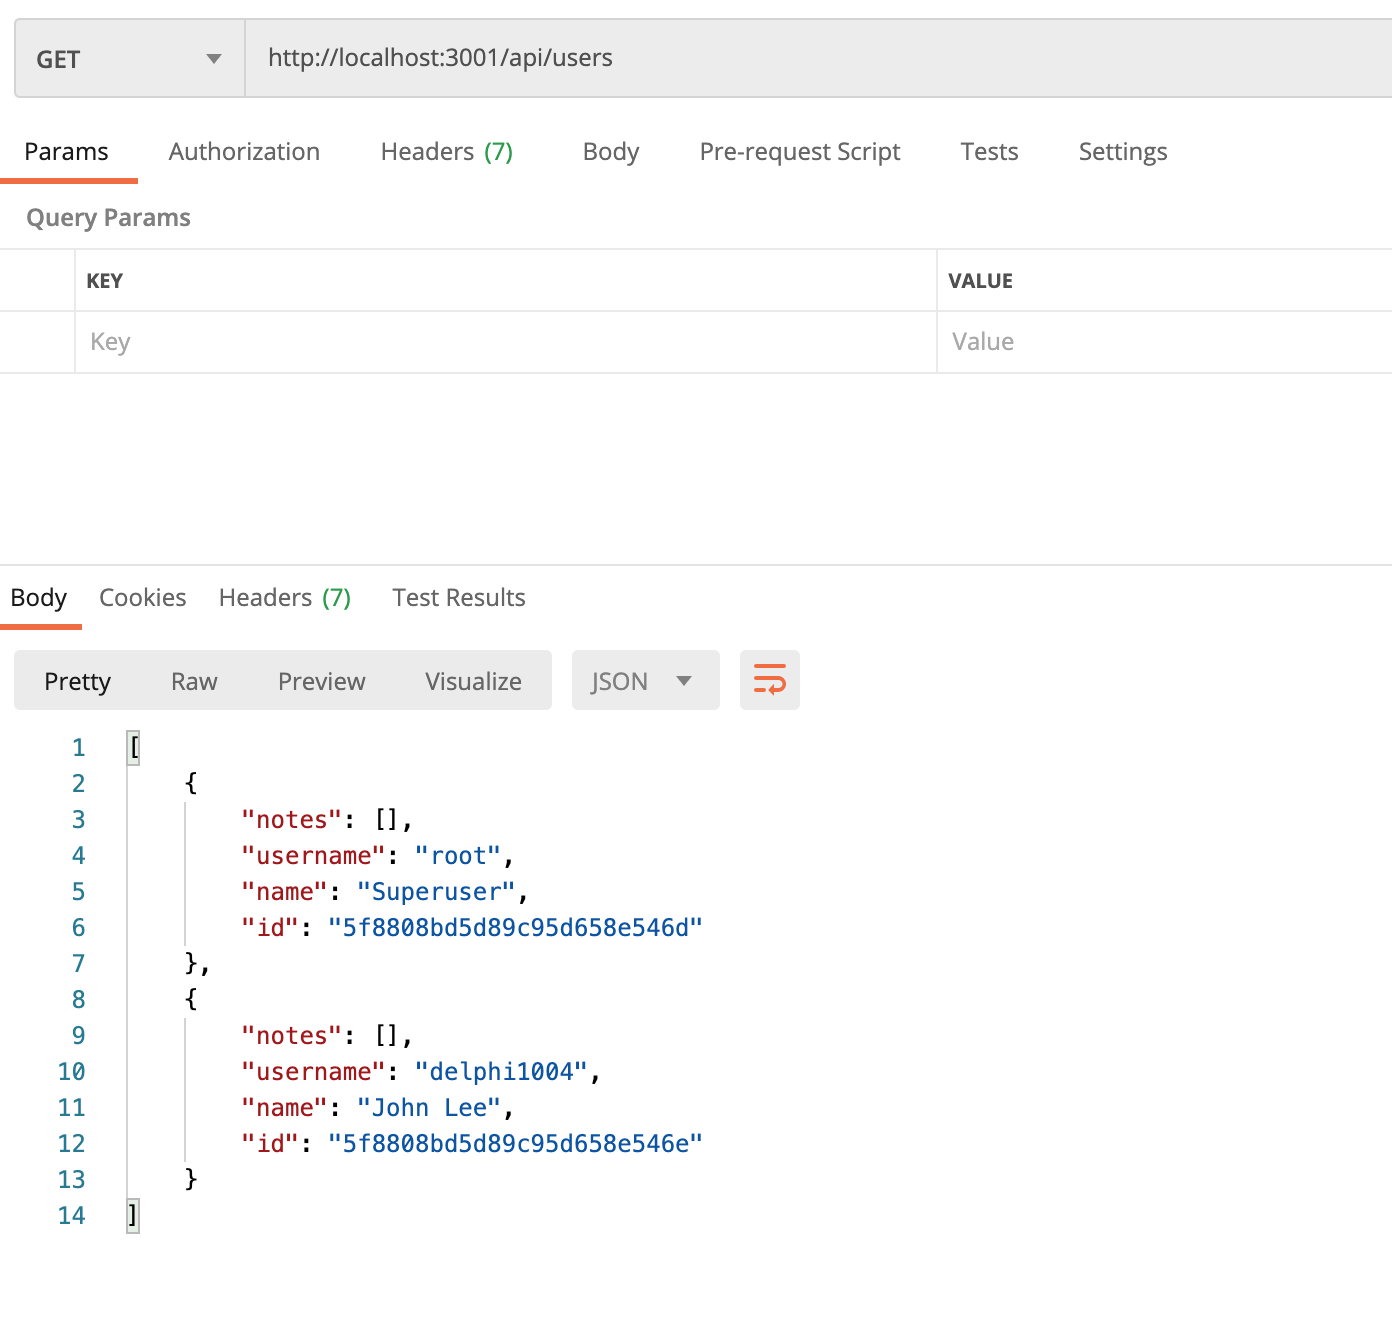 GET http://localhost:3001/api/users
Params Authorization Headers (7) Body Pre-request Script Tests Settings
Query Params
KEY VALUE
Key Value
Body Cookies Headers (7) Test Results
Pretty Raw Preview Visualize JSON
1 [
2 {
3 "notes": [],
4 "username": "root",
5 "name": "Superuser",
6 "id": "5f8808bd5d89c95d658e546d"
7 },
8 {
9 "notes": [],
10 "username": "delphi1004",
11 "name": "John Lee",
12 "id": "5f8808bd5d89c95d658e546e"
13 }
14 ]